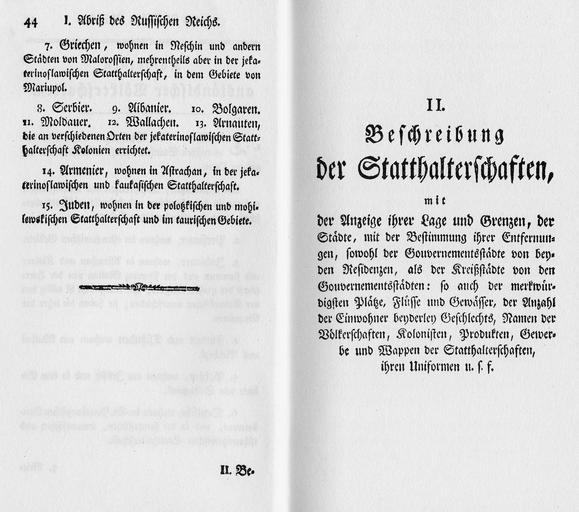 44 I. Abriß des Russischen Reichs.
7. Griechen, wohnen in Neschin und andern
Städten von Malorossien, mehrentheils aber in der jeka-
terinoslawischen Statthalterschaft, in dem Gebiete von
Mariupol.
8. Serbier. 9. Albanier. 10. Bolgaren.
11. Moldauer. 12. Wallachen. 13. Arnauten,
die an verschiedenen Orten der jekaterinoslawischen Statt-
halterschaft Kolonien errichtet.
14. Armenier, wohnen in Astrachan, in der jeka-
terinoslawischen und kaukasischen Statthalterschaft.
15. Juden, wohnen in der polotzkischen und mohi-
lewskischen Statthalterschaft und im taurischen Gebiete.
II. Be-
II.
Beschreibung
der Statthalterschaften,
mit
der Anzeige ihrer Lage und Grenzen, der
Städte, mit der Bestimmung ihrer Entfernun-
gen, sowohl der Gouvernementsstädte von bey-
den Residenzen, als der Kreißstädte von den
Gouvernementsstädten: so auch der merkwür-
digsten Plätze, Flüsse und Gewässer, der Anzahl
der Einwohner beyderley Geschlechts, Namen der
Völkerschaften, Kolonisten, Produkten, Gewer-
be und Wappen der Statthalterschaften,
ihren Uniformen u. s. f.